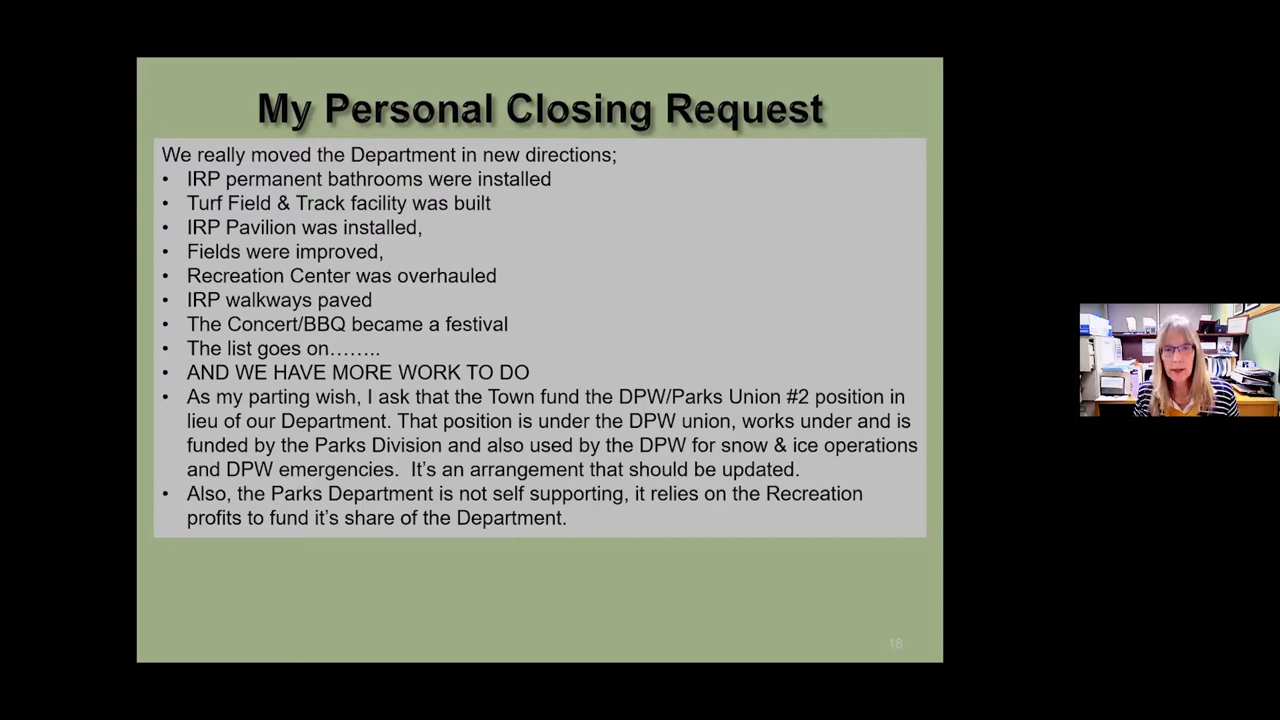 My Personal Closing Request
We really moved the Department in new directions;
• IRP permanent bathrooms were installed
• Turf Field & Track facility was built
• IRP Pavilion was installed,
• Fields were improved,
• Recreation Center was overhauled
• IRP walkways paved
• The Concert/BBQ became a festival
• The list goes on……..
• AND WE HAVE MORE WORK TO DO
• As my parting wish, I ask that the Town fund the DPW/Parks Union #2 position in
lieu of our Department. That position is under the DPW union, works under and is
funded by the Parks Division and also used by the DPW for snow & ice operations
and DPW emergencies.  It’s an arrangement that should be updated.
• Also, the Parks Department is not self supporting, it relies on the Recreation
profits to fund it’s share of the Department.
18